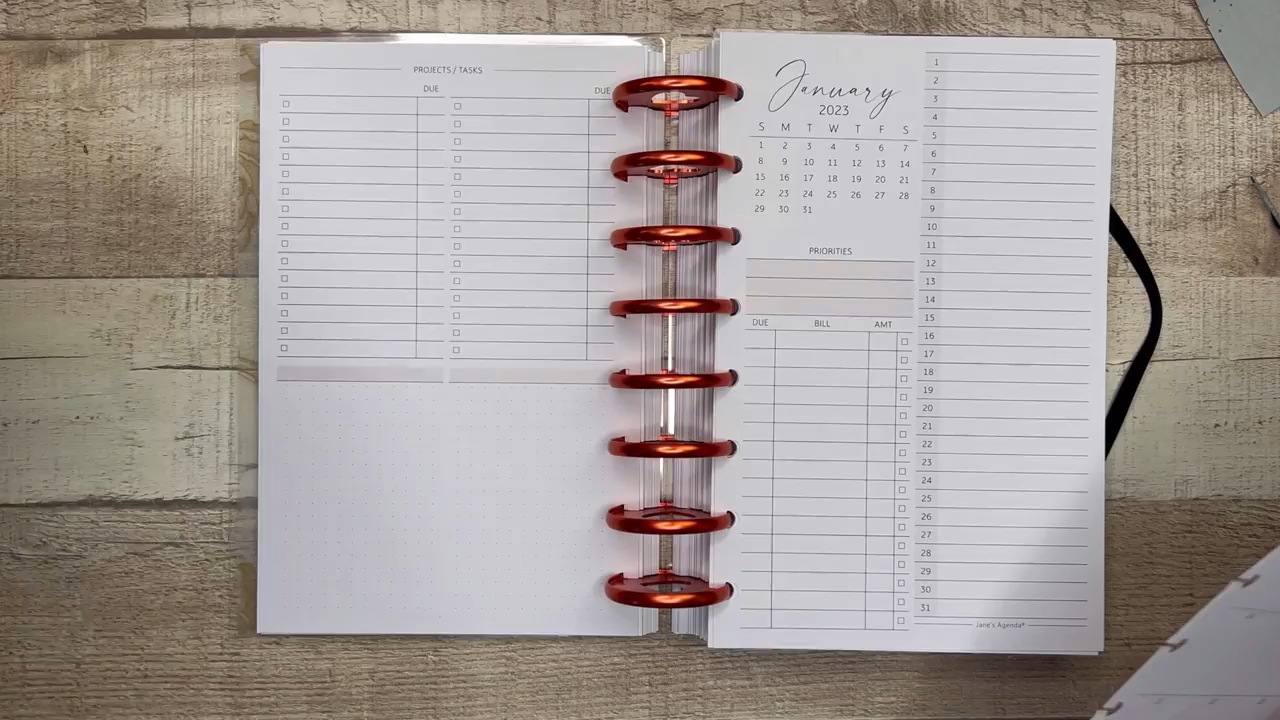 PROJECTS / TASKS
DUE
DUE
January
2023
S M T W T F S
1 2 3 4 5 6 7
8 9 10 11 12 13 14
15 16 17 18 19 20 21
22 23 24 25 26 27 28
29 30 31
PRIORITIES
DUE BILL AMT
1
2
3
4
5
6
7
8
9
10
11
12
13
14
15
16
17
18
19
20
21
22
23
24
25
26
27
28
29
30
31
Jane's Agenda®